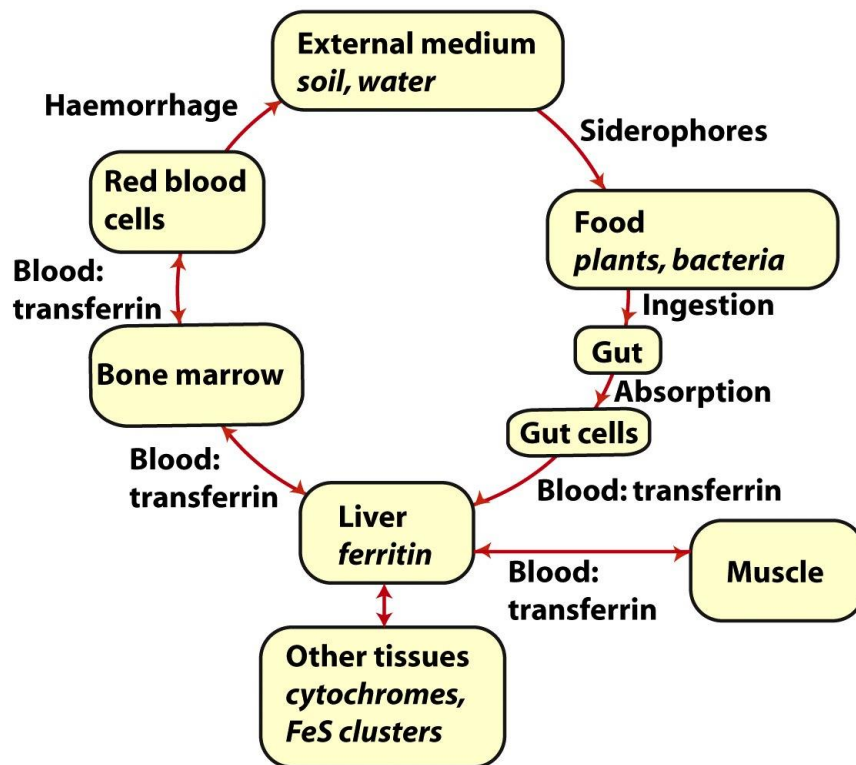 External medium
soil, water
Haemorrhage
Siderophores
Red blood
cells
Food
plants, bacteria
Blood:
transferrin
Ingestion
Gut
Bone marrow
Absorption
Gut cells
Blood:
transferrin
Blood: transferrin
Liver
ferritin
Blood:
transferrin
Muscle
Other tissues
cytochromes,
FeS clusters